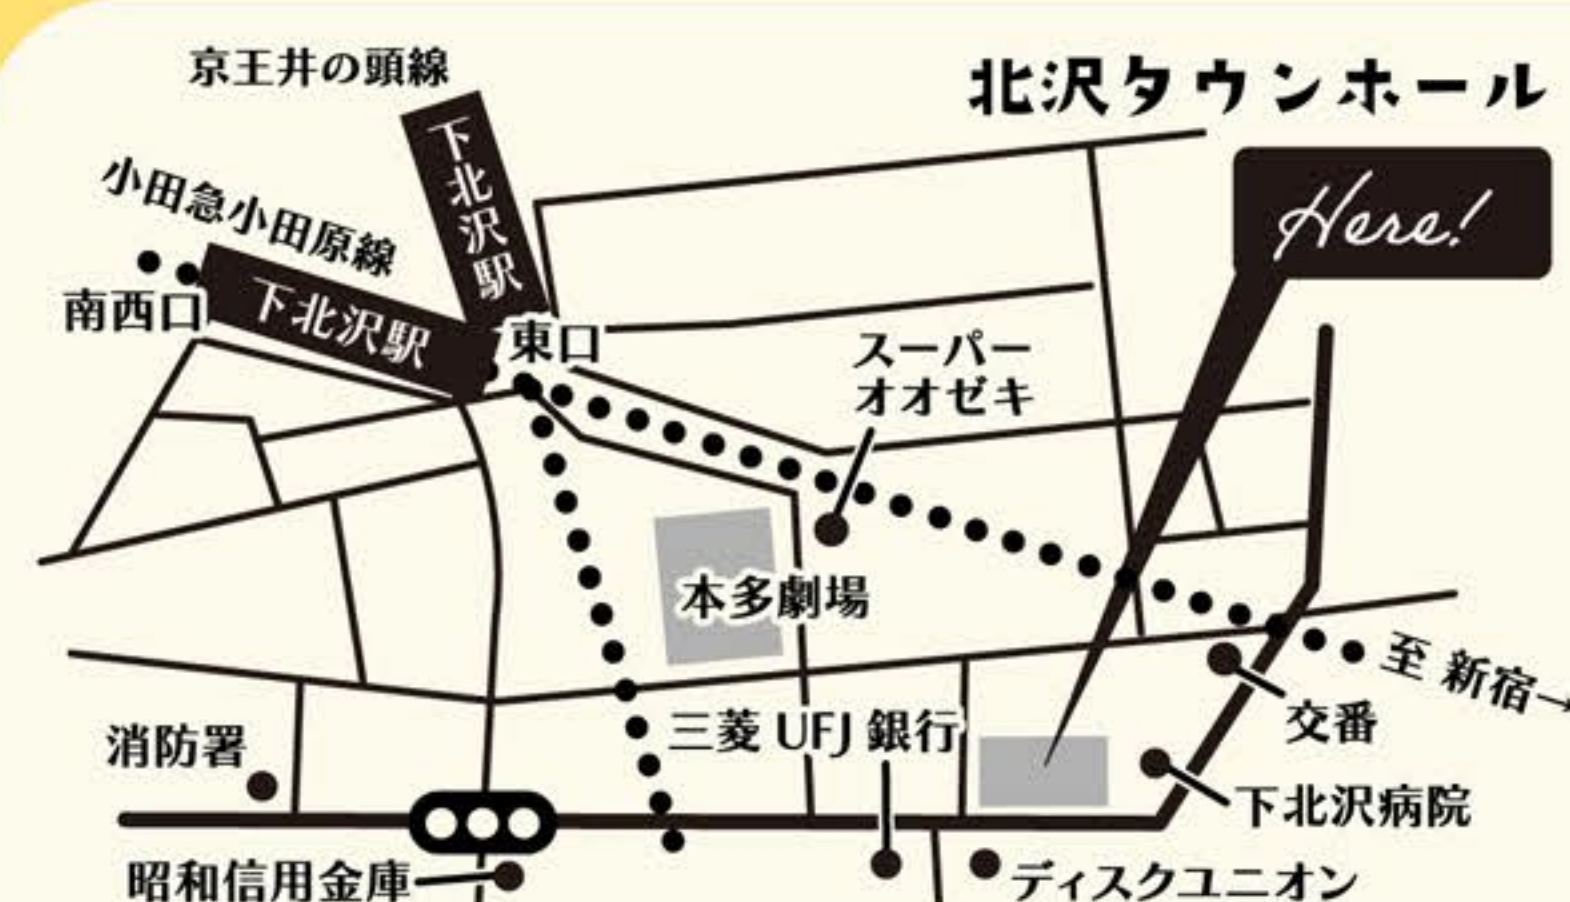 京王井の頭線
北沢タウンホール
下北沢駅
小田急小田原線
Here!
南西口
下北沢駅
東口
スーパー
オオゼキ
本多劇場
至 新宿→
三菱 UFJ 銀行
交番
消防署
下北沢病院
昭和信用金庫
ディスクユニオン